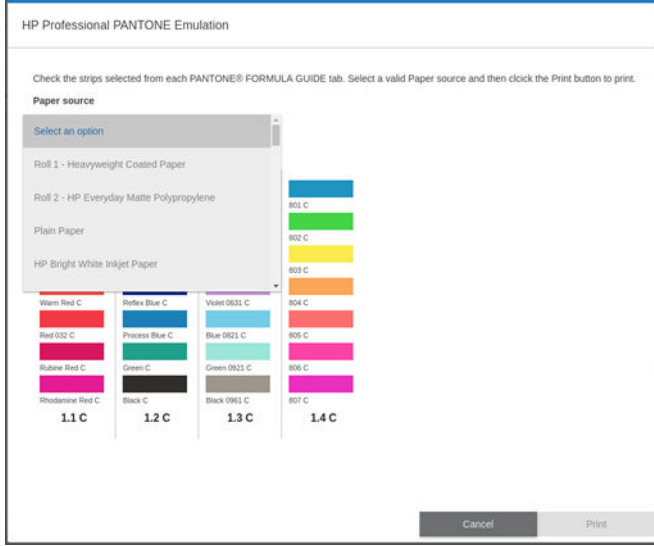 HP Professional PANTONE Emulation
Check the strips selected from each PANTONE® FORMULA GUIDE tab. Select a valid Paper source and then clcick the Print button to print.
Paper source
Select an option
Roll 1 - Heavyweight Coated Paper
Roll 2 - HP Everyday Matte Polypropylene
Plain Paper
HP Bright White Inkjet Paper
801 C
802 C
803 C
Warm Red C Reflex Blue C Violet 0631 C 804 C
Red 032 C Process Blue C Blue 0821 C 805 C
Rubine Red C Green C Green 0921 C 806 C
Rhodamine Red C Black C Black 0961 C 807 C
1.1 C 1.2 C 1.3 C 1.4 C
Cancel Print